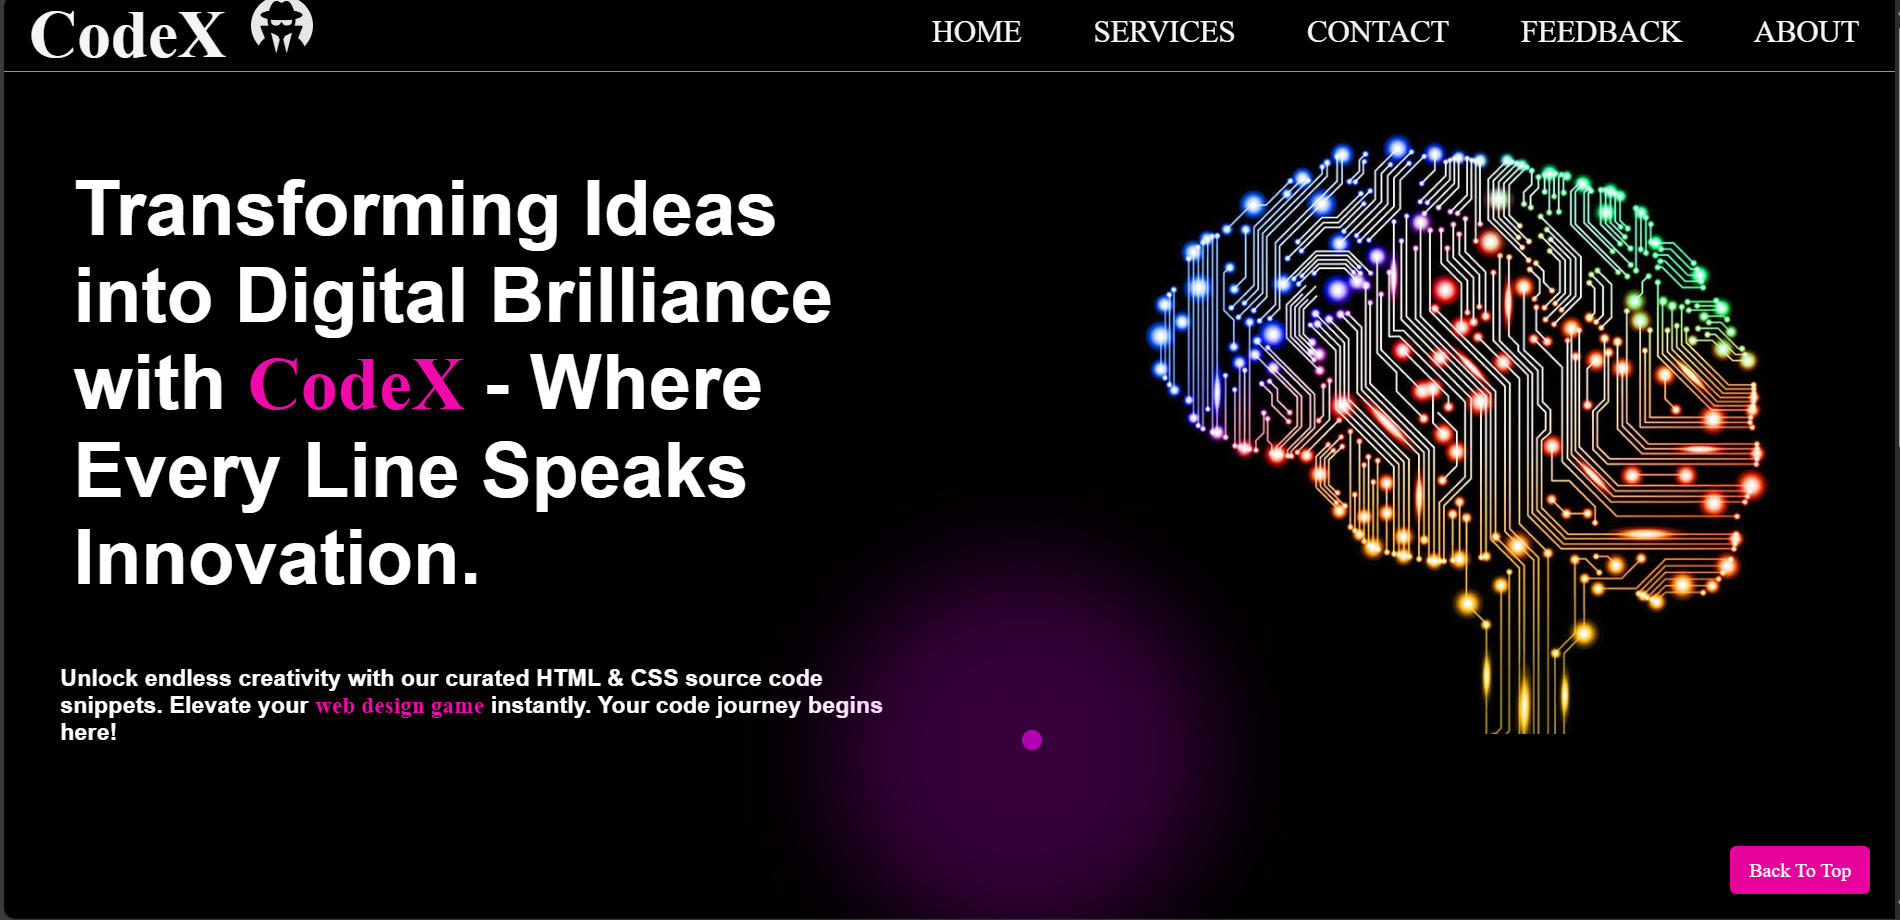 CodeX
HOME SERVICES CONTACT FEEDBACK ABOUT
Transforming Ideas
into Digital Brilliance
with CodeX - Where
Every Line Speaks
Innovation.
Unlock endless creativity with our curated HTML & CSS source code
snippets. Elevate your web design game instantly. Your code journey begins
here!
Back To Top